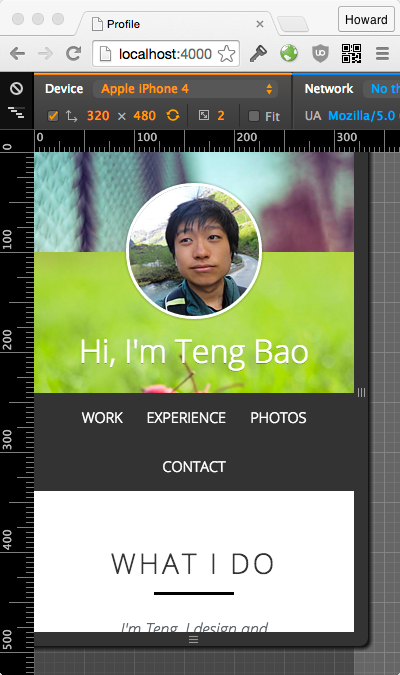 Profile
Howard
localhost:4000
Device Apple iPhone 4 Network No th
320 × 480 2 Fit UA Mozilla/5.0
0 100 200 300
0
100
200
300
400
500
Hi, I'm Teng Bao
WORK EXPERIENCE PHOTOS
CONTACT
WHAT I DO
I'm Teng. I design and